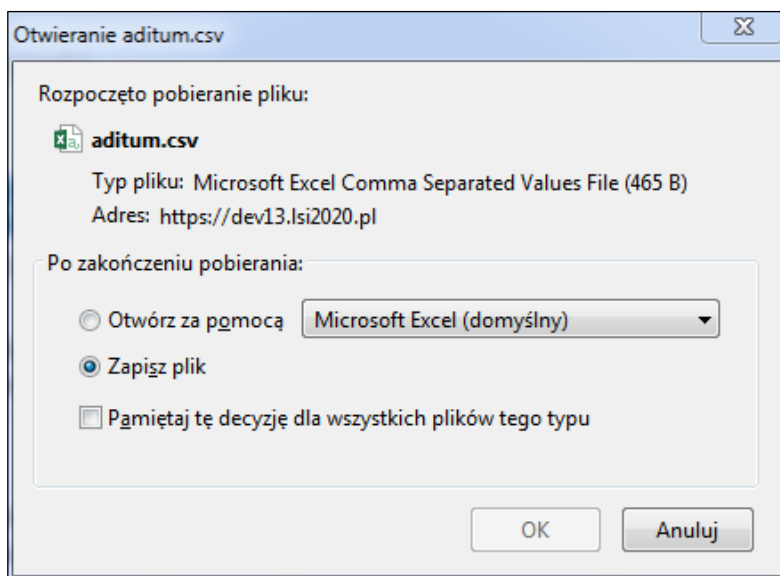 Otwieranie aditum.csv
Rozpoczęto pobieranie pliku:
aditum.csv
Typ pliku: Microsoft Excel Comma Separated Values File (465 B)
Adres: https://dev13.lsi2020.pl
Po zakończeniu pobierania:
Otwórz za pomocą Microsoft Excel (domyślny)
Zapisz plik
Pamiętaj tę decyzję dla wszystkich plików tego typu
OK Anuluj